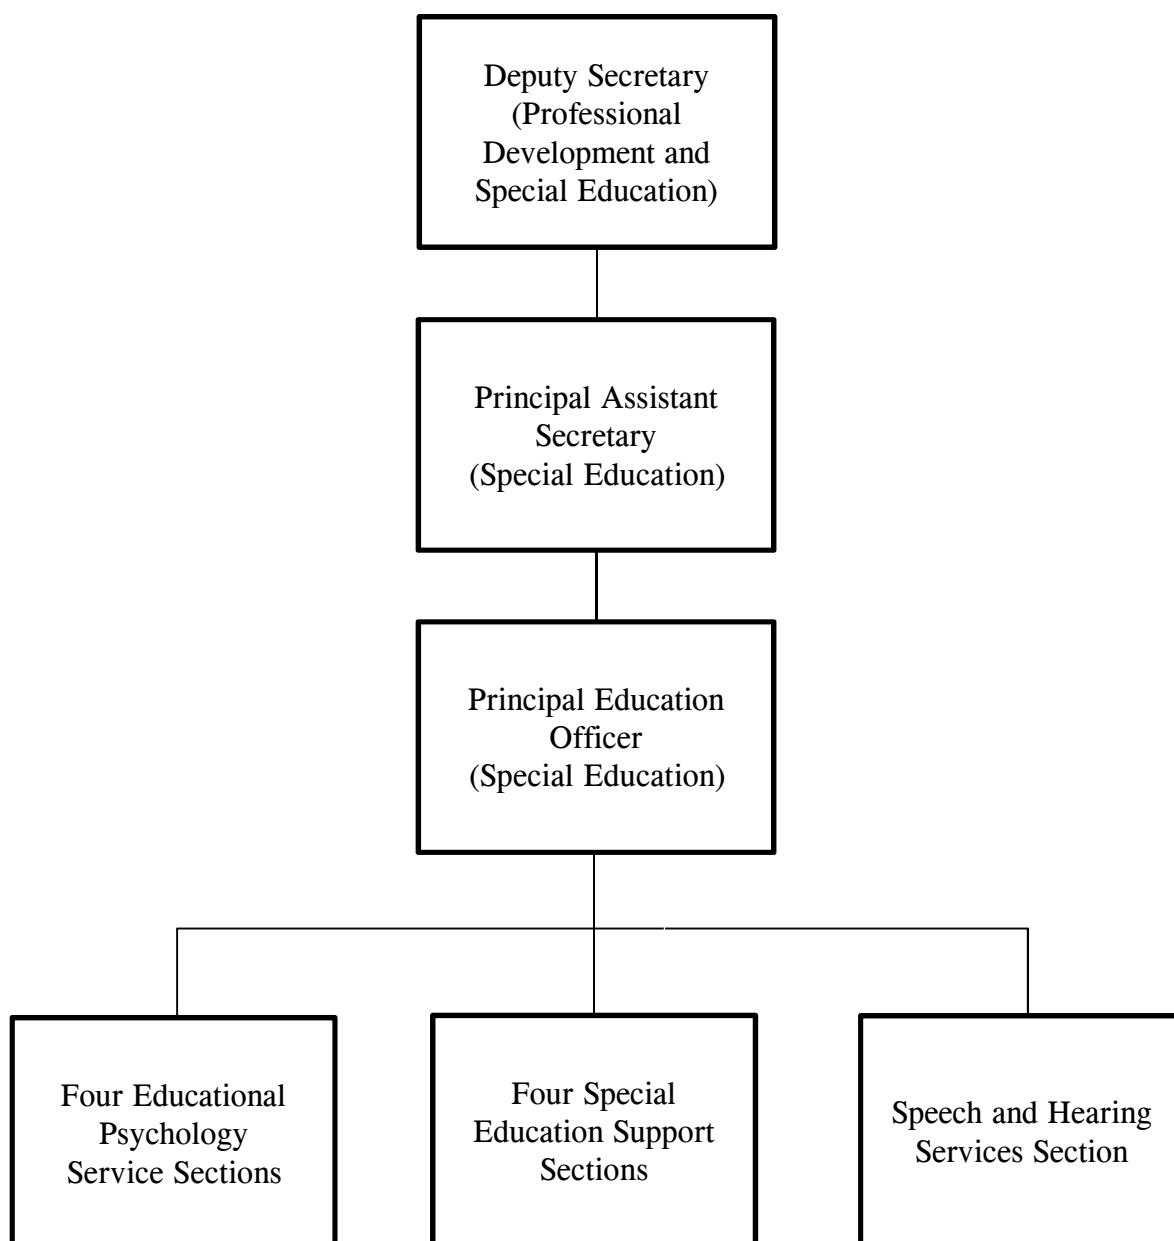 Deputy Secretary
(Professional
Development and
Special Education)
Principal Assistant
Secretary
(Special Education)
Principal Education
Officer
(Special Education)
Four Educational
Psychology
Service Sections
Four Special
Education Support
Sections
Speech and Hearing
Services Section